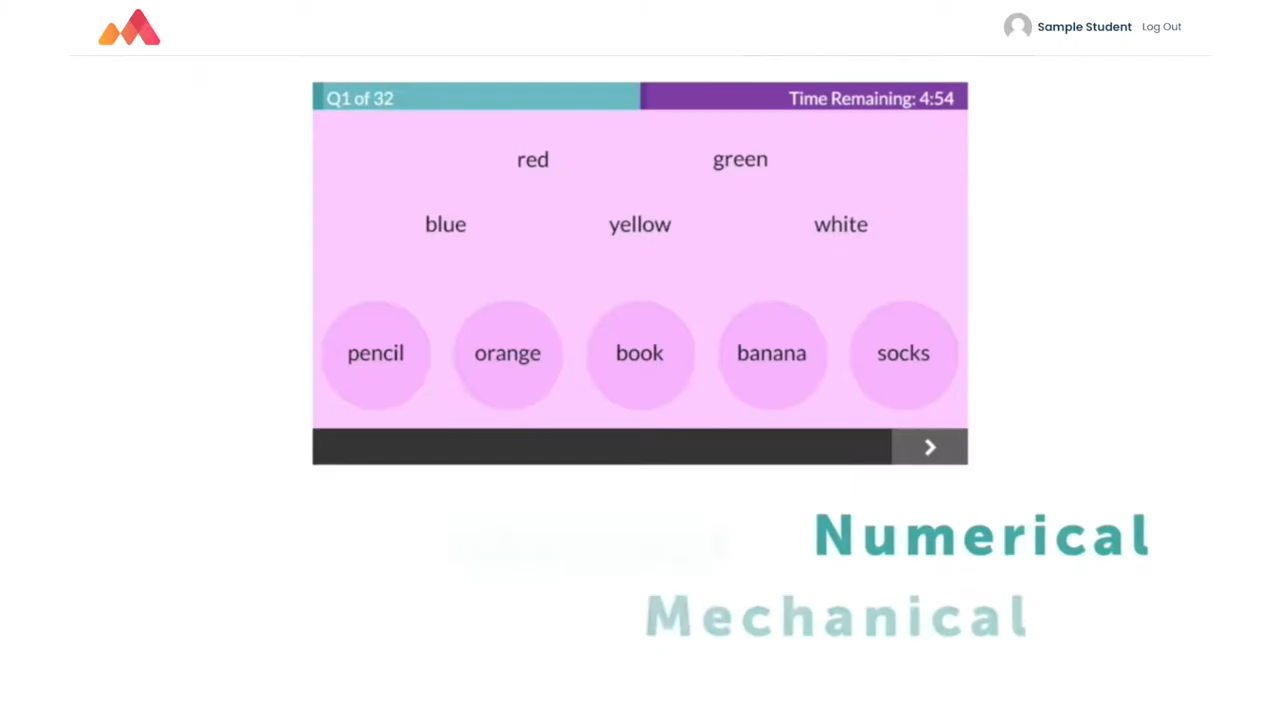 Sample Student Log Out
Q1 of 32 Time Remaining: 4:54
red green
blue yellow white
pencil orange book banana socks
Numerical
Mechanical